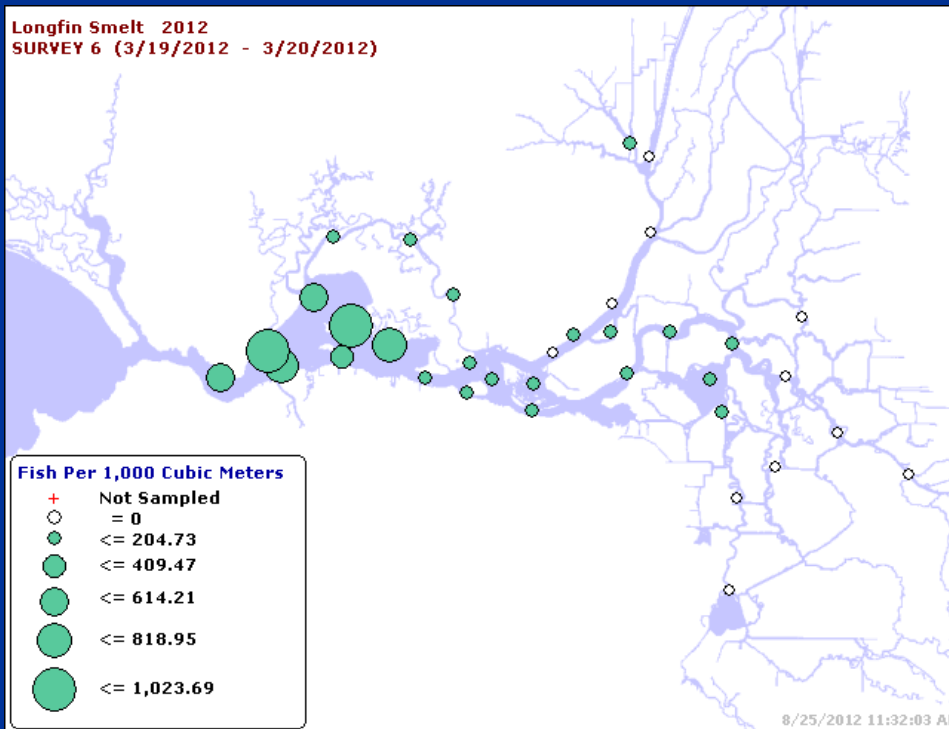 Longfin Smelt 2012
SURVEY 6 (3/19/2012 - 3/20/2012)
Fish Per 1,000 Cubic Meters
Not Sampled
= 0
<= 204.73
<= 409.47
<= 614.21
<= 818.95
<= 1,023.69
8/25/2012 11:32:03 A